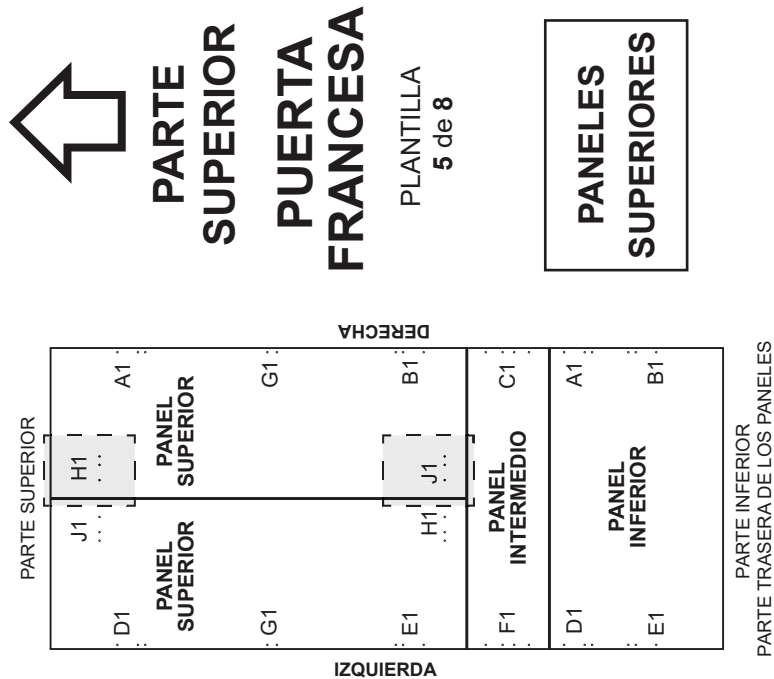 PARTE
SUPERIOR
PUERTA
FRANCESA
PLANTILLA
5 de 8
PANELES
SUPERIORES
PARTE SUPERIOR
IZQUIERDA
DERECHA
J1
H1
D1
A1
PANEL
SUPERIOR
PANEL
SUPERIOR
G1
G1
E1
H1
J1
B1
F1
PANEL
INTERMEDIO
C1
D1
A1
PANEL
INFERIOR
E1
B1
PARTE INFERIOR
PARTE TRASERA DE LOS PANELES